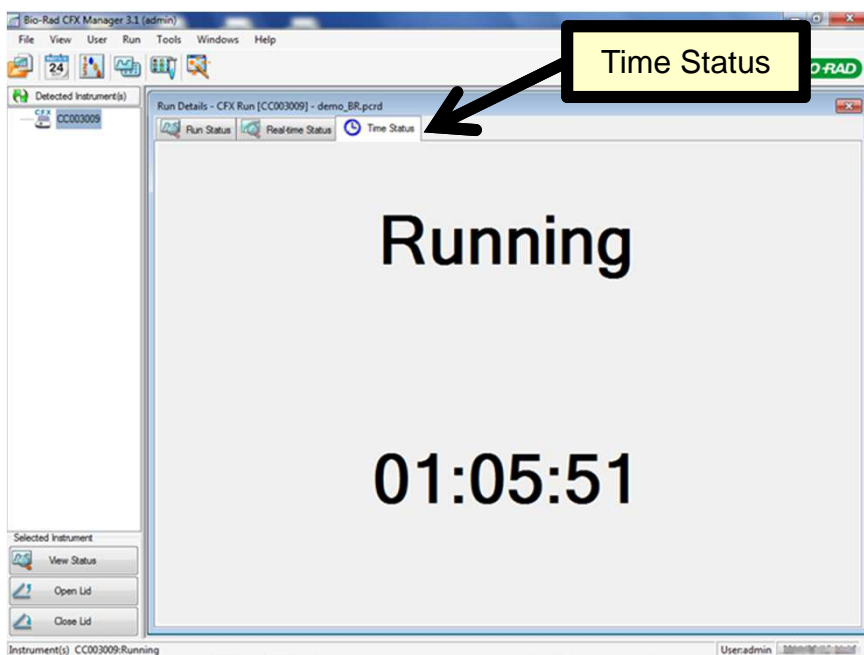 Bio-Rad CFX Manager 3.1 (admin)
File View User Run Tools Windows Help
24
Time Status
O-RAD
Detected Instrument(s)
CFX
CC003009
Run Details - CFX Run [CC003009] - demo_BR.pcrd
Run Status Real-time Status Time Status
Running
01:05:51
Selected Instrument
View Status
Open Lid
Close Lid
Instrument(s) CC003009:Running
User:admin